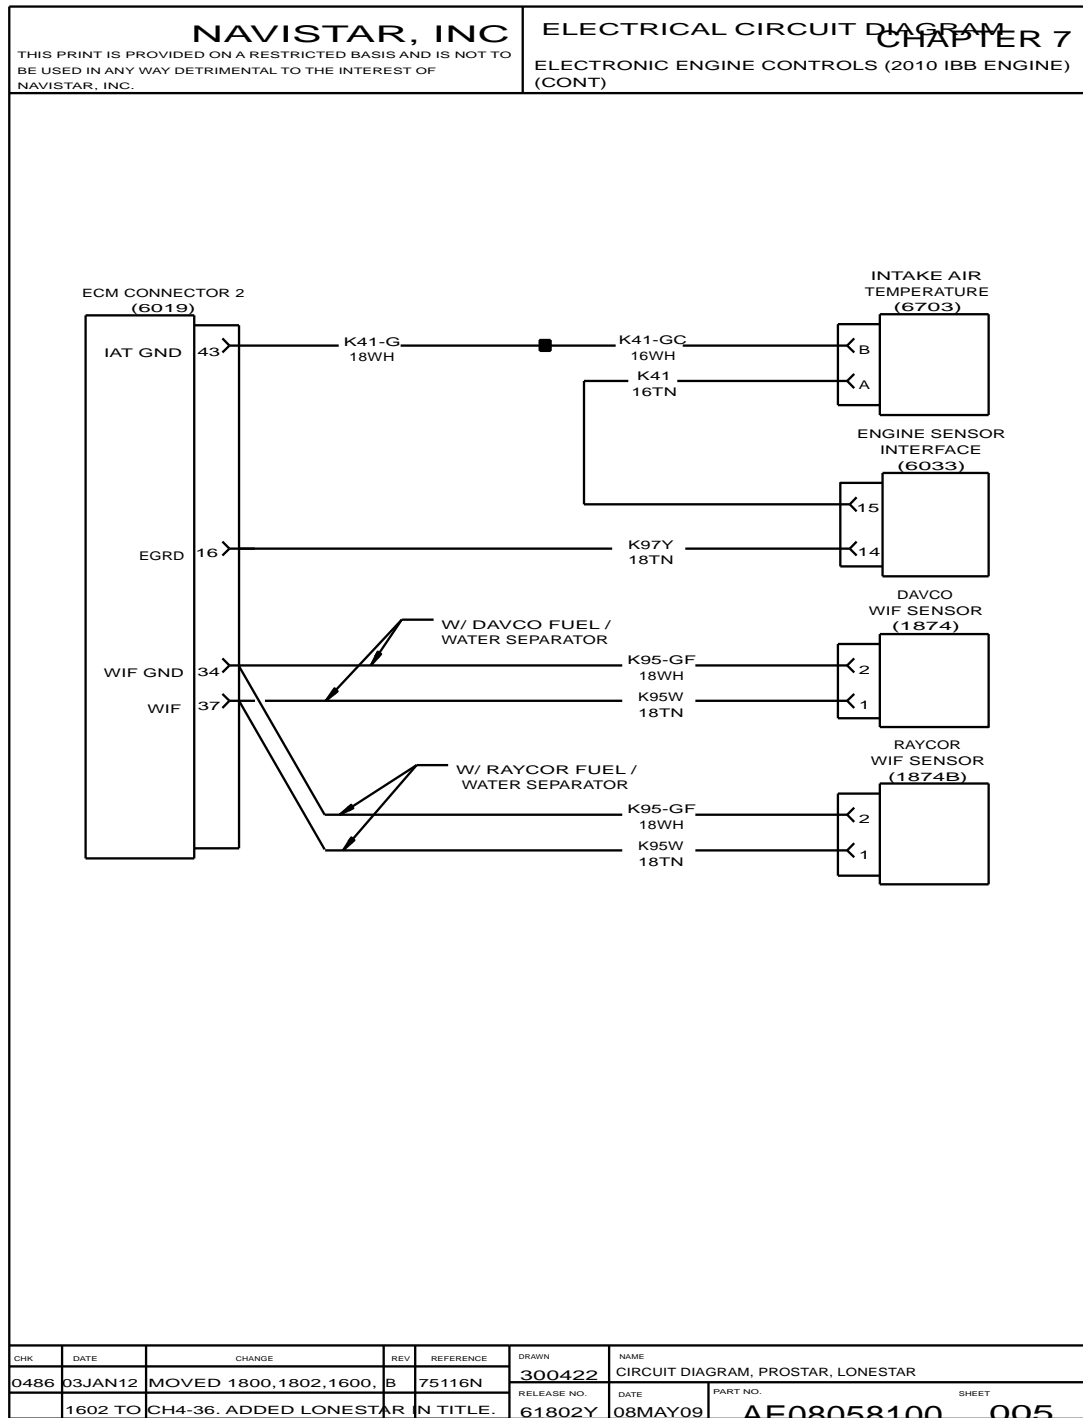 NAVISTAR, INC
THIS PRINT IS PROVIDED ON A RESTRICTED BASIS AND IS NOT TO
BE USED IN ANY WAY DETRIMENTAL TO THE INTEREST OF
NAVISTAR, INC.
ELECTRICAL CIRCUIT DIAGRAM
CHAPTER 7
ELECTRONIC ENGINE CONTROLS (2010 IBB ENGINE)
(CONT)
ECM CONNECTOR 2
(6019)
INTAKE AIR
TEMPERATURE
(6703)
IAT GND
43
K41-G
18WH
K41-GC
16WH
B
K41
16TN
A
ENGINE SENSOR
INTERFACE
(6033)
15
EGRD
16
K97Y
18TN
14
DAVCO
WIF SENSOR
(1874)
W/ DAVCO FUEL /
WATER SEPARATOR
WIF GND
34
K95-GF
18WH
2
WIF
37
K95W
18TN
1
RAYCOR
WIF SENSOR
(1874B)
W/ RAYCOR FUEL /
WATER SEPARATOR
K95-GF
18WH
2
K95W
18TN
1
CHK DATE CHANGE REV REFERENCE
0486 03JAN12 MOVED 1800,1802,1600, B 75116N
1602 TO CH4-36. ADDED LONESTAR IN TITLE.
DRAWN
300422
NAME
CIRCUIT DIAGRAM, PROSTAR, LONESTAR
RELEASE NO.
61802Y
DATE
08MAY09
PART NO.
AE08058100
SHEET
005